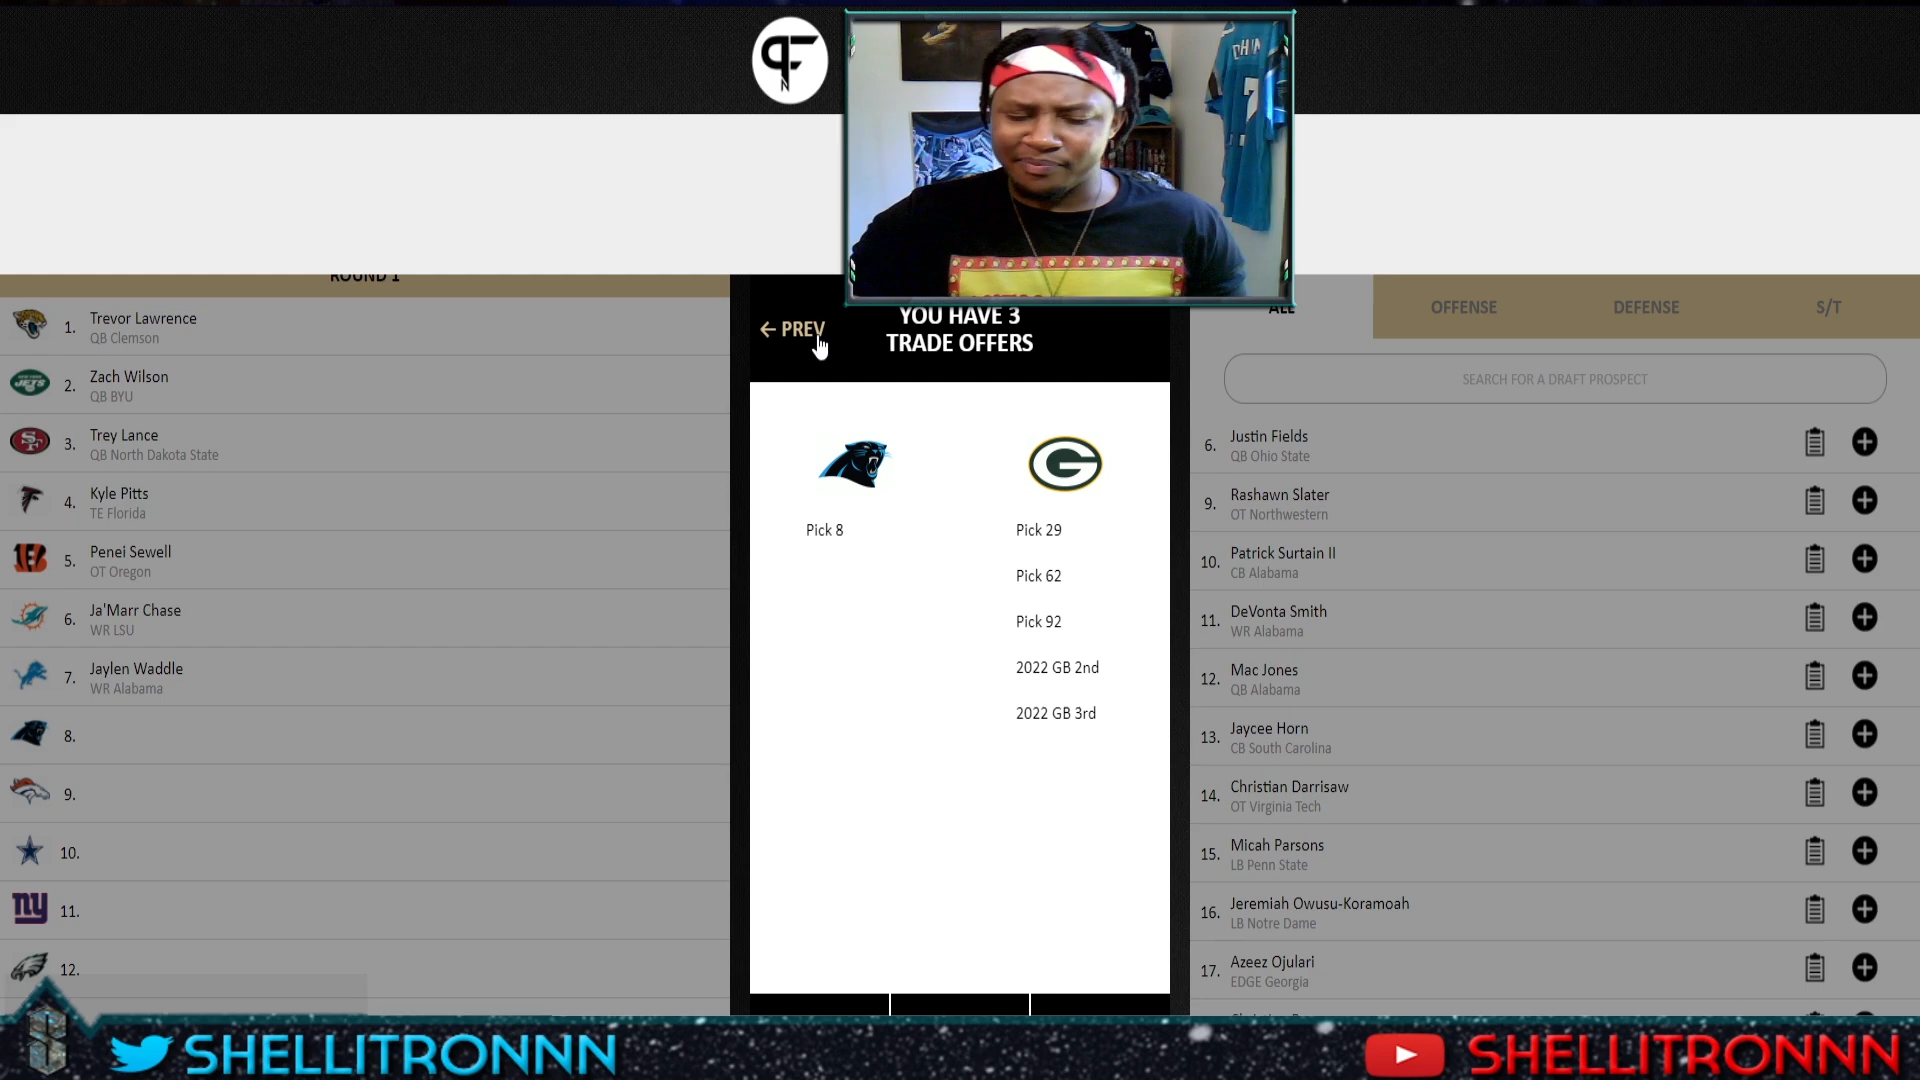 PF
N
CHINN
ROUND 1
1. Trevor Lawrence
QB Clemson
2. Zach Wilson
QB BYU
3. Trey Lance
QB North Dakota State
4. Kyle Pitts
TE Florida
5. Penei Sewell
OT Oregon
6. Ja'Marr Chase
WR LSU
7. Jaylen Waddle
WR Alabama
8.
9.
10.
11.
12.
JETS
SF
ny
← PREV
YOU HAVE 3
TRADE OFFERS
G
Pick 8
Pick 29
Pick 62
Pick 92
2022 GB 2nd
2022 GB 3rd
ALL
OFFENSE
DEFENSE
S/T
SEARCH FOR A DRAFT PROSPECT
6. Justin Fields
QB Ohio State
9. Rashawn Slater
OT Northwestern
10. Patrick Surtain II
CB Alabama
11. DeVonta Smith
WR Alabama
12. Mac Jones
QB Alabama
13. Jaycee Horn
CB South Carolina
14. Christian Darrisaw
OT Virginia Tech
15. Micah Parsons
LB Penn State
16. Jeremiah Owusu-Koramoah
LB Notre Dame
17. Azeez Ojulari
EDGE Georgia
SHELLITRONNN
SHELLITRONNN